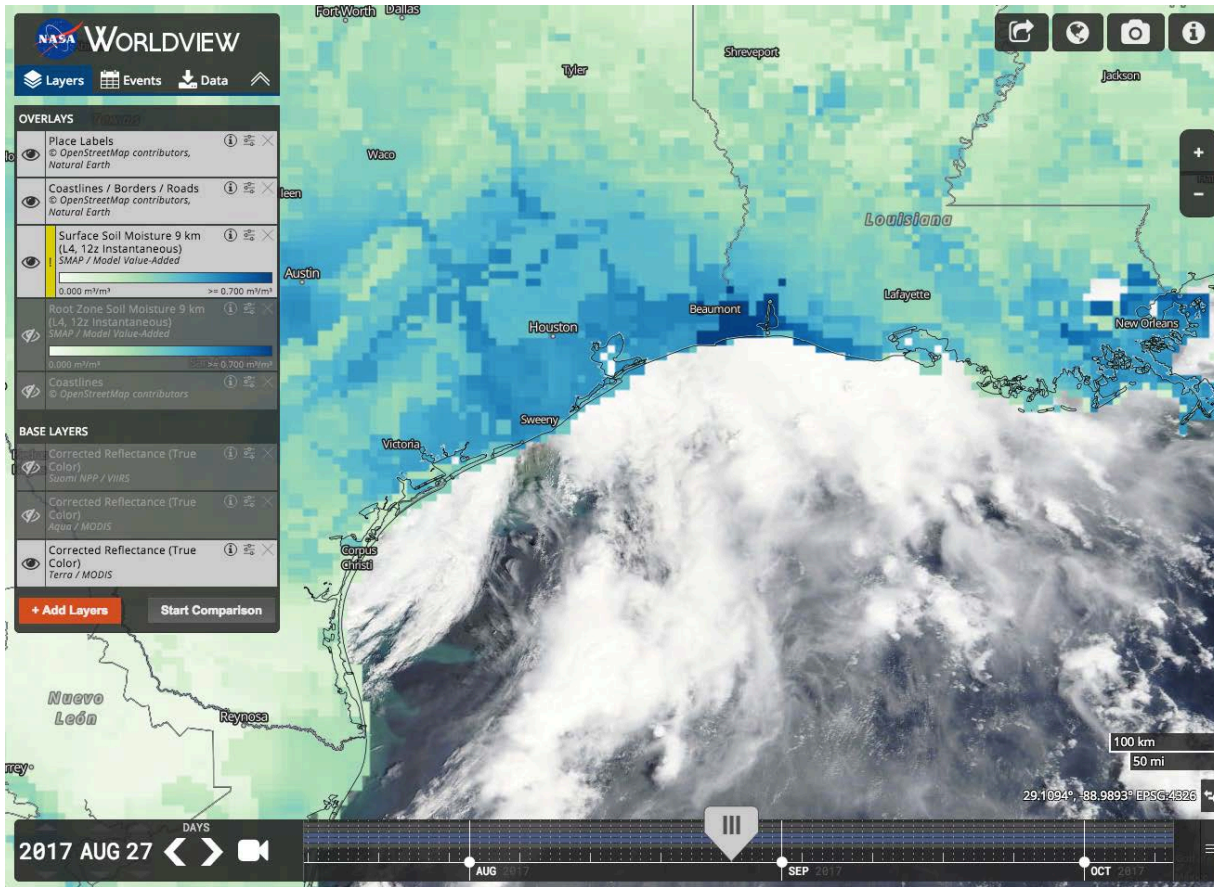 NASA WORLDVIEW
Layers Events Data
OVERLAYS
Place Labels
© OpenStreetMap contributors,
Natural Earth
Coastlines / Borders / Roads
© OpenStreetMap contributors,
Natural Earth
Surface Soil Moisture 9 km
(L4, 12z Instantaneous)
SMAP / Model Value-Added
0.000 m³/m³ >= 0.700 m³/m³
Root Zone Soil Moisture 9 km
(L4, 12z Instantaneous)
SMAP / Model Value-Added
0.000 m³/m³ >= 0.700 m³/m³
Coastlines
© OpenStreetMap contributors
BASE LAYERS
Corrected Reflectance (True
Color)
Suomi NPP / VIIRS
Corrected Reflectance (True
Color)
Aqua / MODIS
Corrected Reflectance (True
Color)
Terra / MODIS
+ Add Layers Start Comparison
Fort Worth Dallas
Shreveport
Tyler
Jackson
Waco
Louisiana
Austin
Lafayette
Beaumont
New Orleans
Houston
Sweeny
Victoria
Corpus
Christi
Nuevo
León
Reynosa
100 km
50 mi
29.1094°, -88.9893° EPSG:4326
DAYS
2017 AUG 27
AUG 2017 SEP 2017 OCT 2017